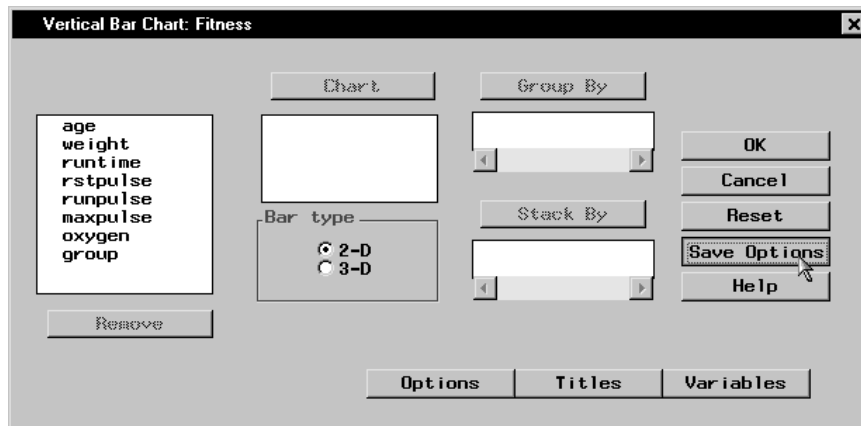 Vertical Bar Chart: Fitness
Chart
Group By
age
weight
runtime
rstpulse
runpulse
maxpulse
oxygen
group
OK
Cancel
Reset
Save Options
Help
Bar type
2-D
3-D
Stack By
Remove
Options
Titles
Variables